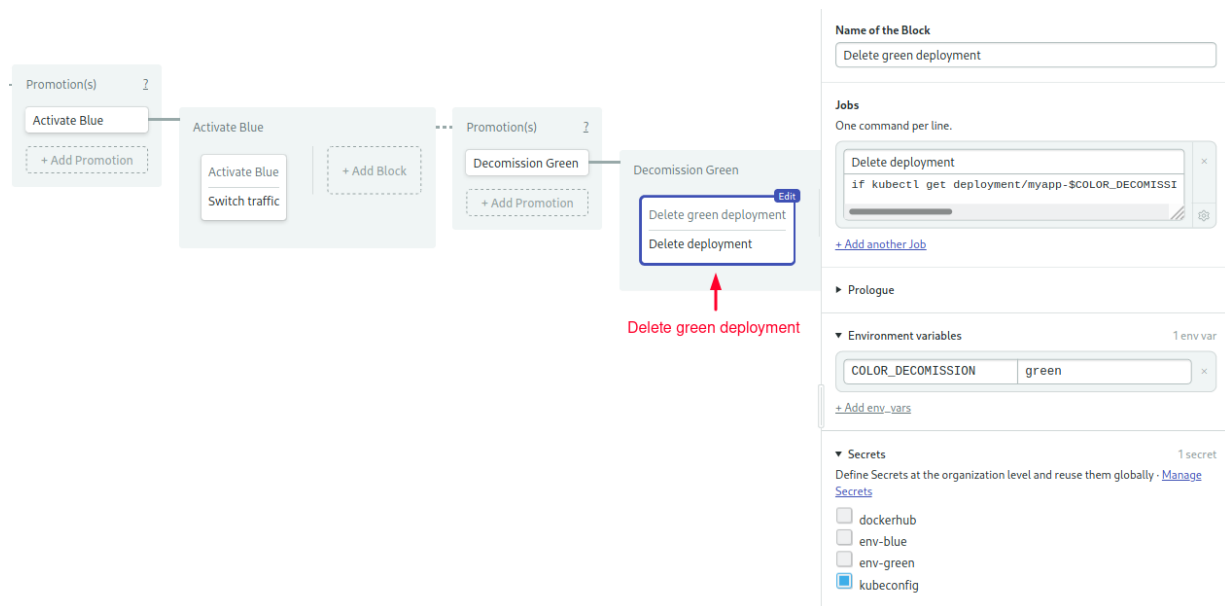 Promotion(s) ?
Activate Blue
+ Add Promotion
Activate Blue
Activate Blue
Switch traffic
+ Add Block
Promotion(s) ?
Decomission Green
+ Add Promotion
Decomission Green
Edit
Delete green deployment
Delete deployment
Delete green deployment
Name of the Block
Delete green deployment
Jobs
One command per line.
Delete deployment
×
if kubectl get deployment/myapp-$COLOR_DECOMISSI
+ Add another Job
Prologue
Environment variables 1 env var
COLOR_DECOMISSION green ×
+ Add env_vars
Secrets 1 secret
Define Secrets at the organization level and reuse them globally · Manage
Secrets
dockerhub
env-blue
env-green
kubeconfig